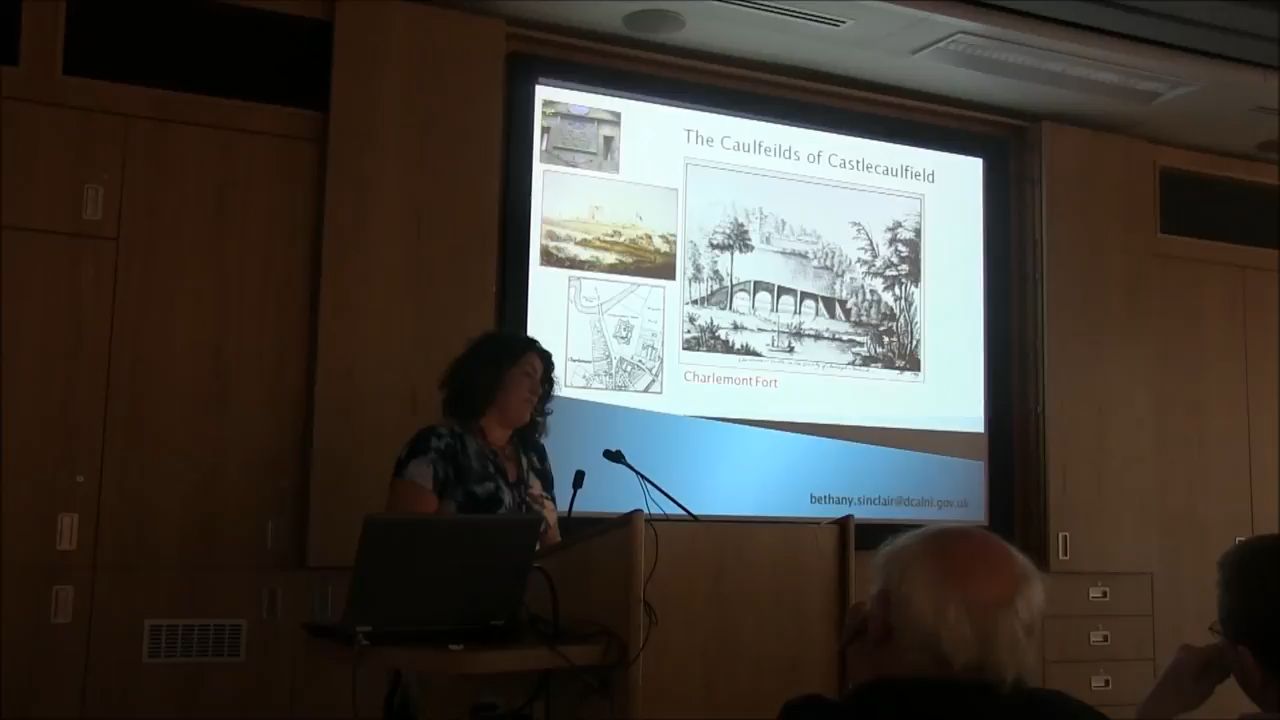 The Caulfeilds of Castlecaulfield
Charlemont Fort
bethany.sinclair@dcalni.gov.uk